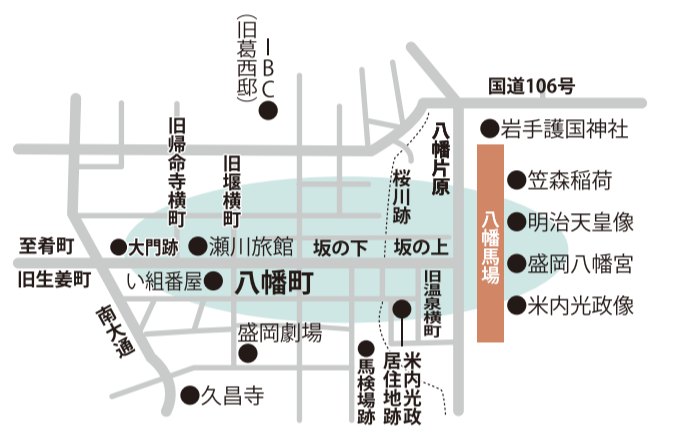 IBC
(旧葛西邸)
国道106号
岩手護国神社
八幡片原
旧帰命寺横町
旧堰横町
桜川跡
笠森稲荷
八幡馬場
明治天皇像
至肴町
大門跡
瀬川旅館
坂の下
坂の上
盛岡八幡宮
旧生姜町
い組番屋
八幡町
旧温泉横町
米内光政像
南大通
盛岡劇場
馬検場跡
米内光政
居住地跡
久昌寺